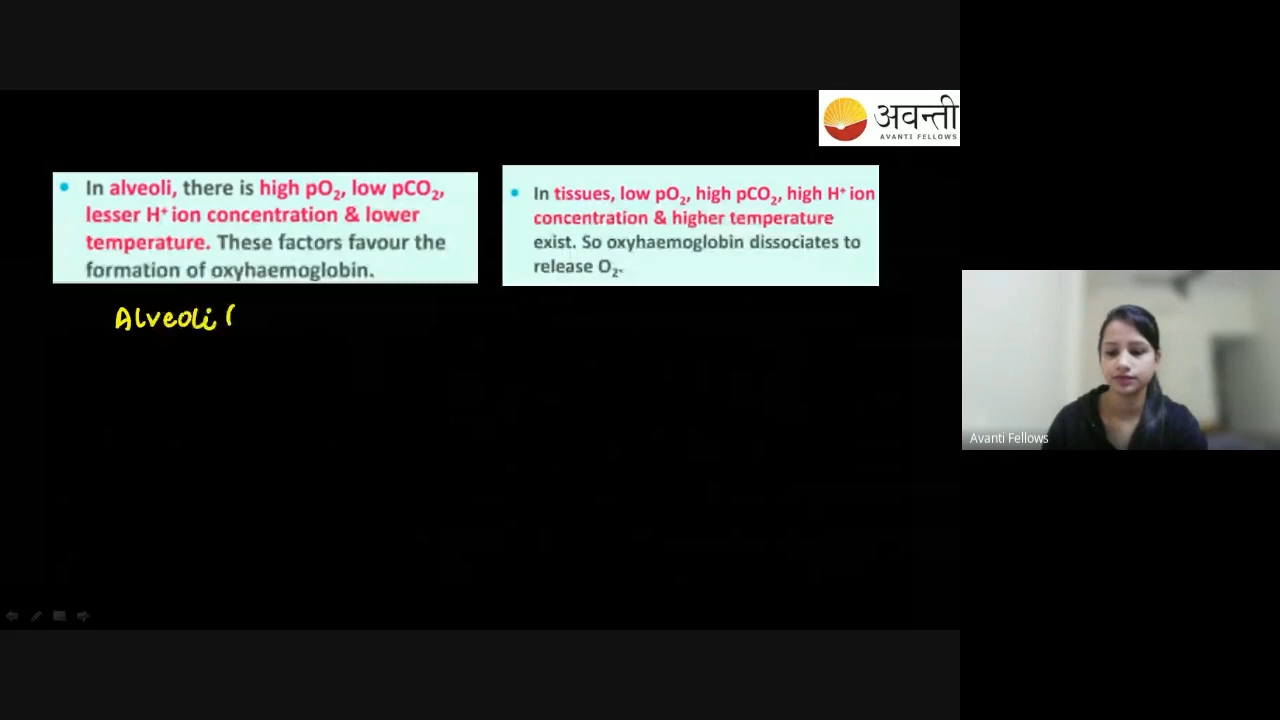 अवन्ती
AVANTI FELLOWS
• In alveoli, there is high pO₂, low pCO₂,
lesser H⁺ ion concentration & lower
temperature. These factors favour the
formation of oxyhaemoglobin.
• In tissues, low pO₂, high pCO₂, high H⁺ ion
concentration & higher temperature
exist. So oxyhaemoglobin dissociates to
release O₂.
Alveoli (
Avanti Fellows